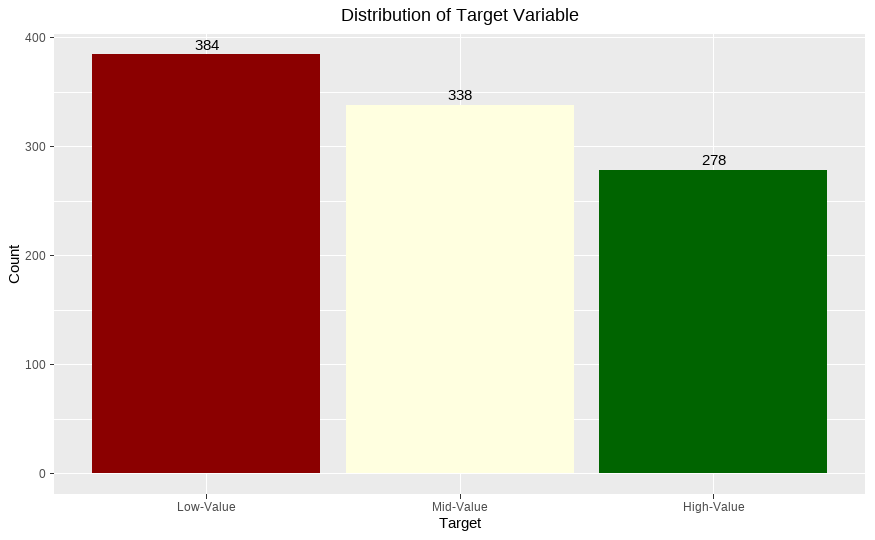 Distribution of Target Variable
400
300
200
100
0
Count
384
338
278
Low-Value
Mid-Value
High-Value
Target